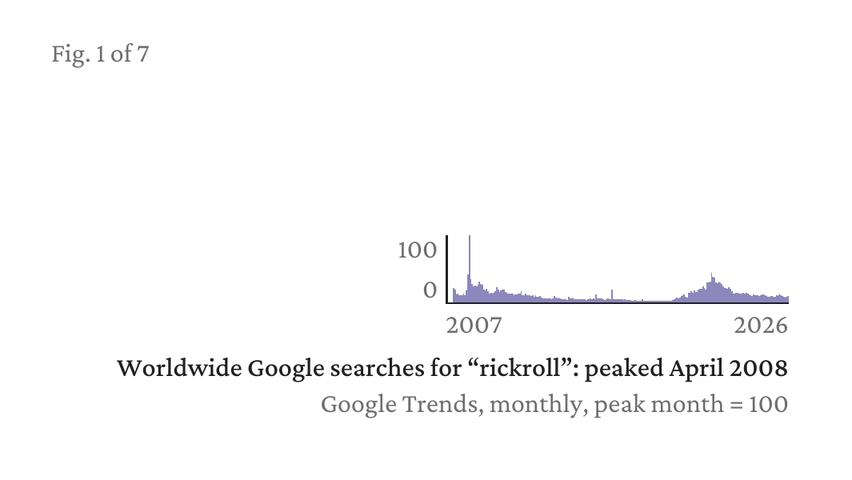 Fig. 1 of 7
100
0
2007 2026
Worldwide Google searches for “rickroll”: peaked April 2008
Google Trends, monthly, peak month = 100